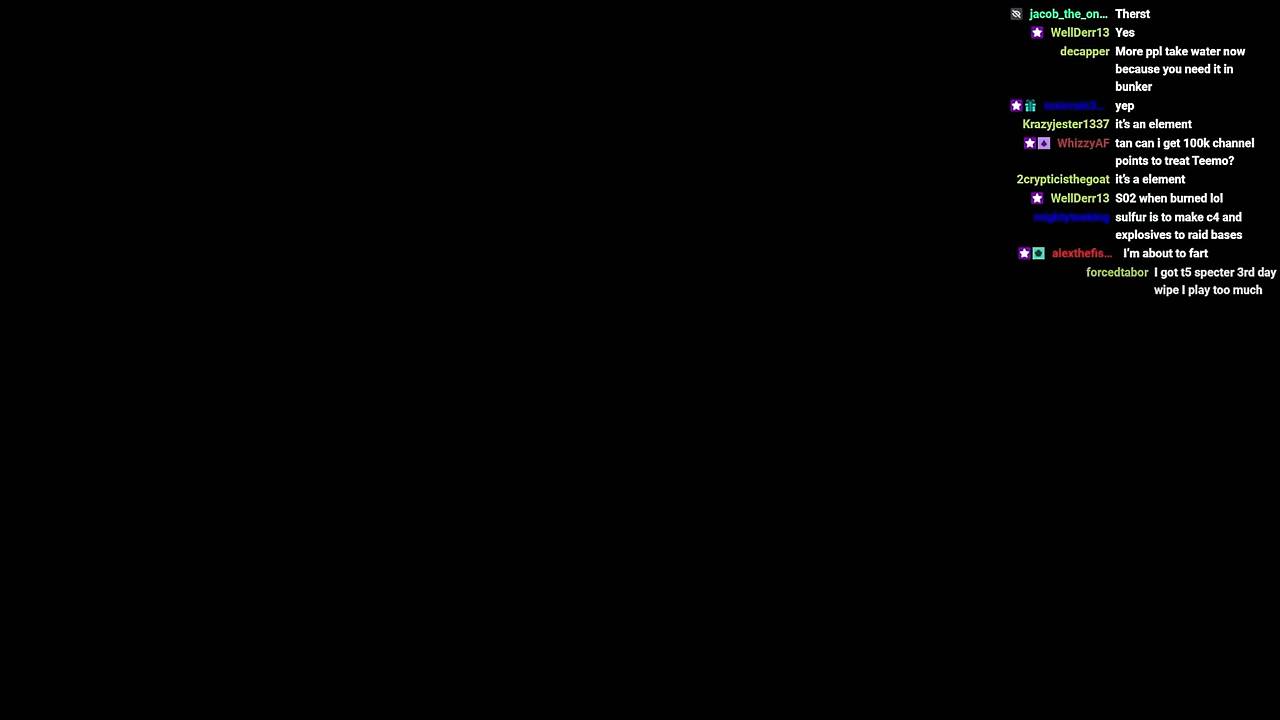 jacob_the_on... Therst
WellDerr13 Yes
decapper More ppl take water now
because you need it in
bunker
yep
Krazyjester1337 it's an element
WhizzyAF tan can i get 100k channel
points to treat Teemo?
2crypticisthegoat it's a element
WellDerr13 S02 when burned lol
sulfur is to make c4 and
explosives to raid bases
alexthefis... I'm about to fart
forcedtabor I got t5 specter 3rd day
wipe I play too much